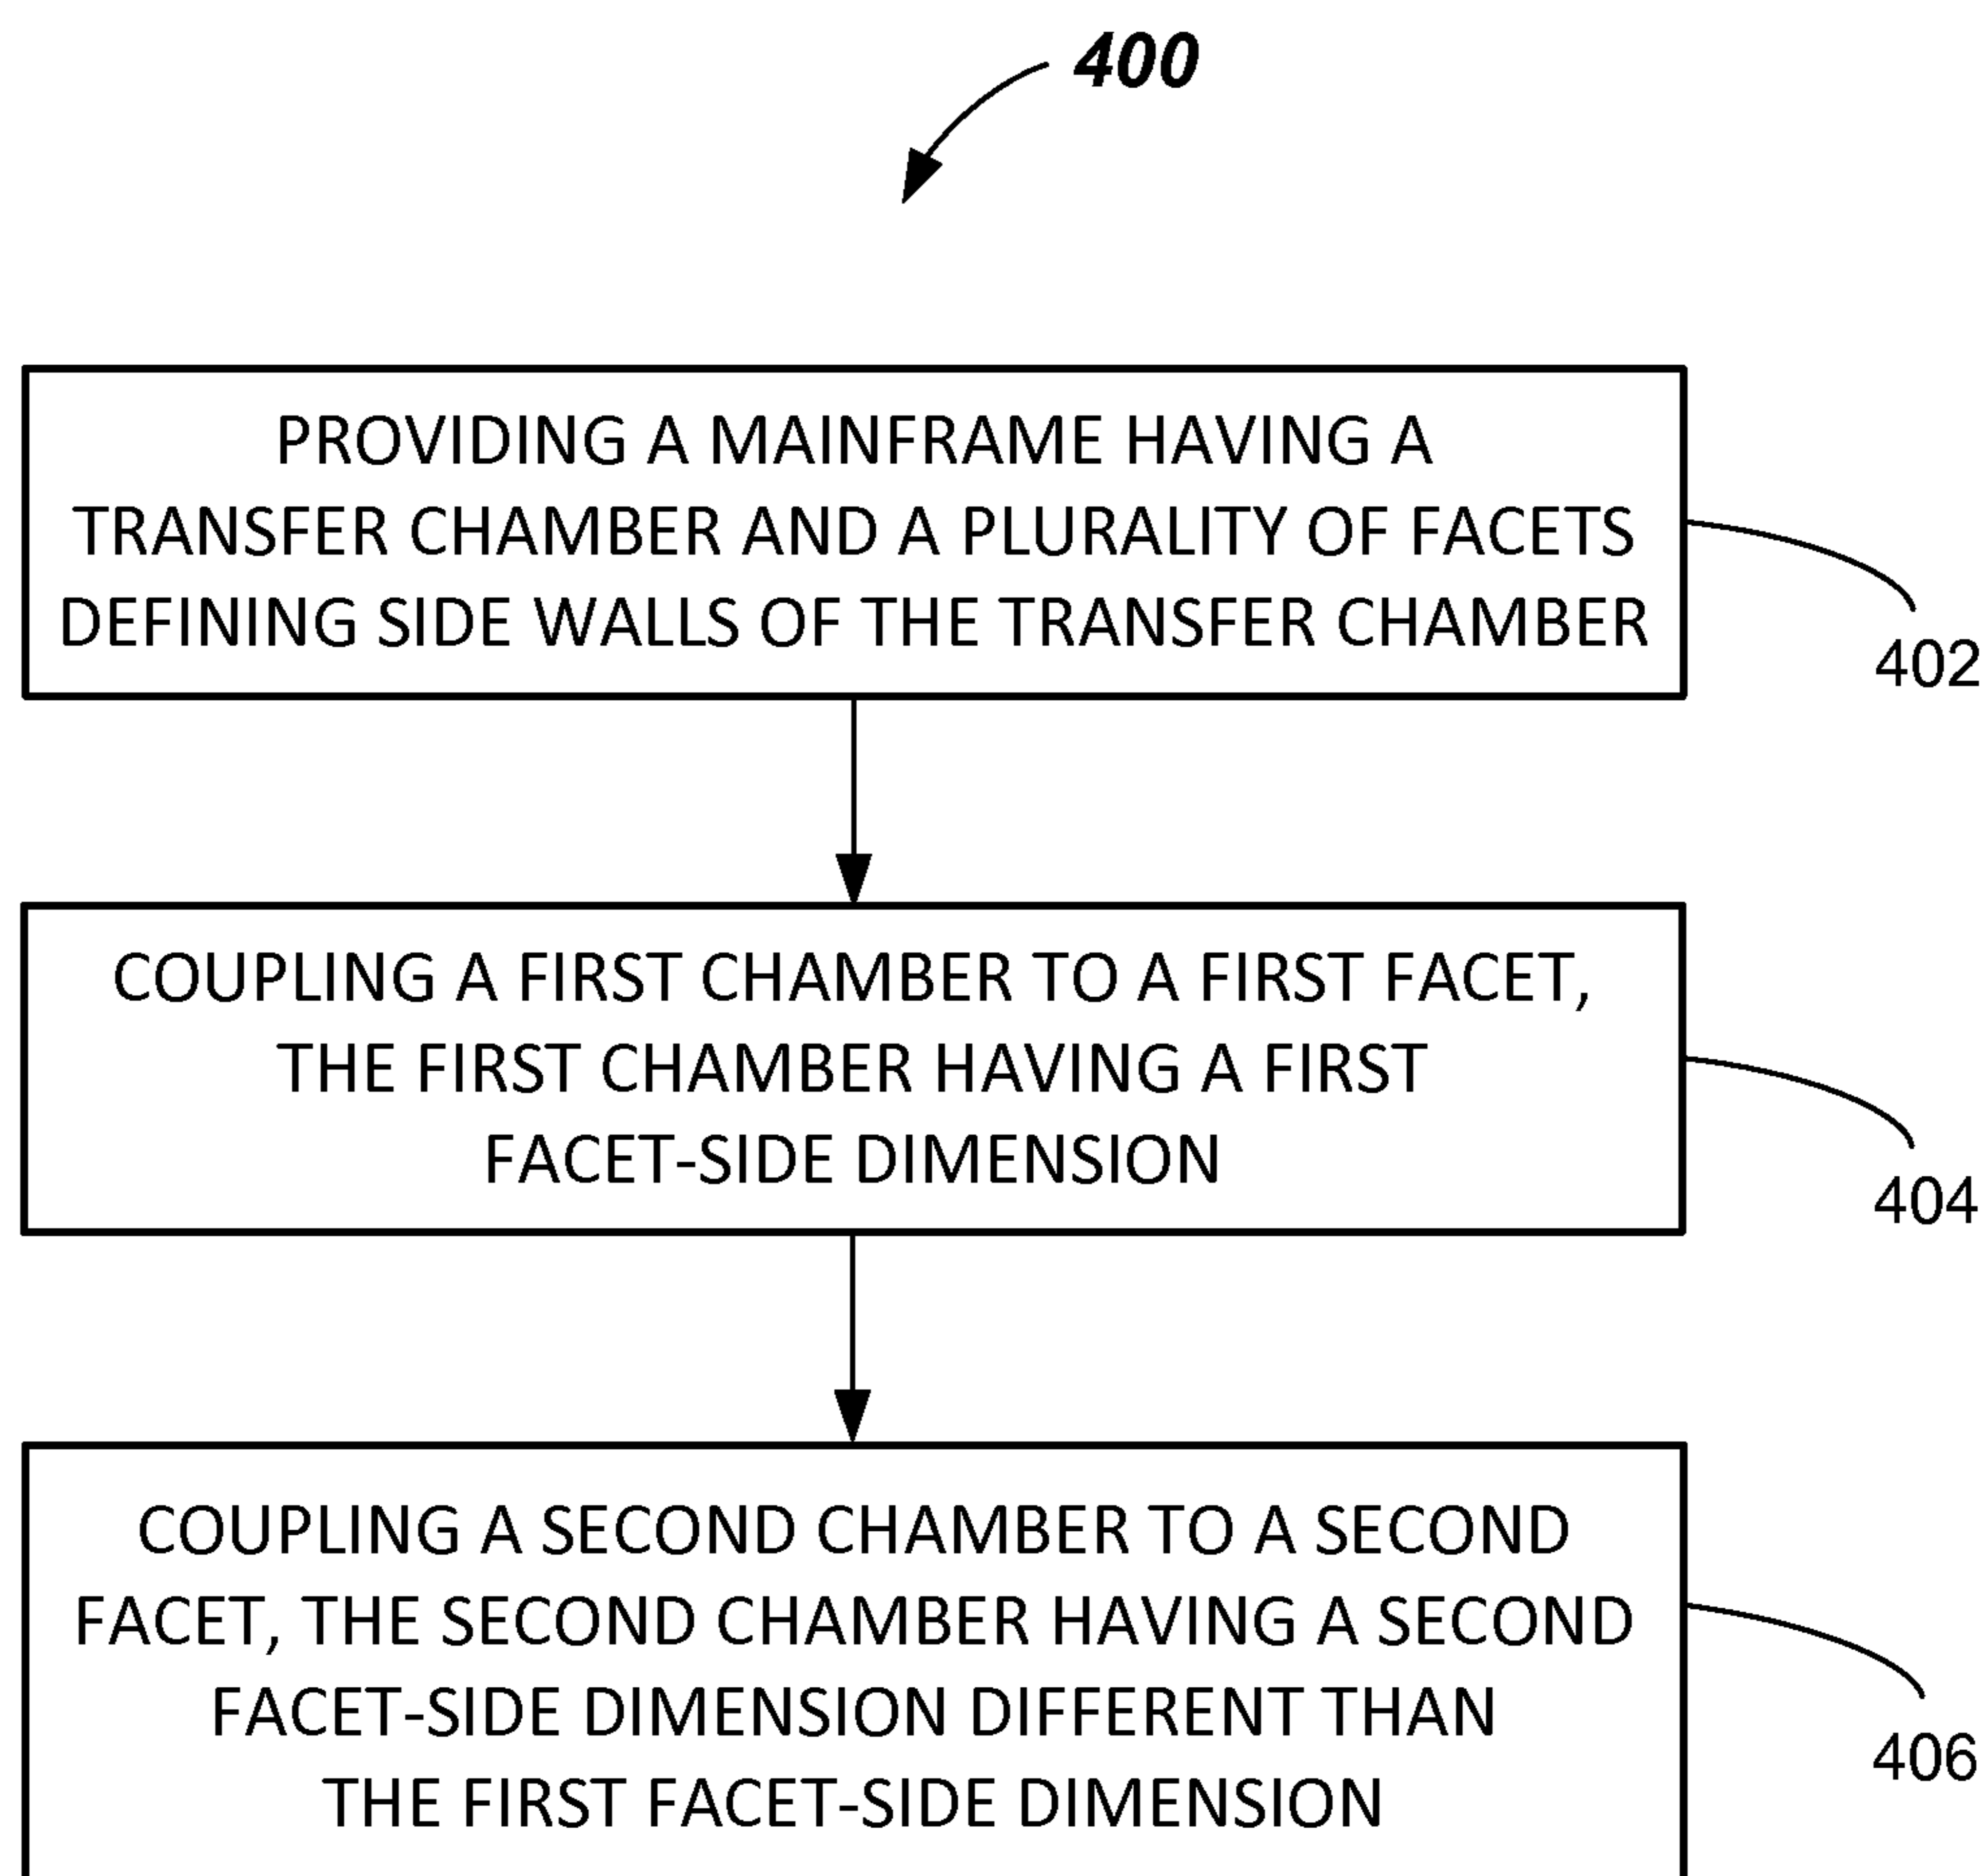 400
PROVIDING A MAINFRAME HAVING A
TRANSFER CHAMBER AND A PLURALITY OF FACETS
DEFINING SIDE WALLS OF THE TRANSFER CHAMBER
402
COUPLING A FIRST CHAMBER TO A FIRST FACET,
THE FIRST CHAMBER HAVING A FIRST
FACET-SIDE DIMENSION
404
COUPLING A SECOND CHAMBER TO A SECOND
FACET, THE SECOND CHAMBER HAVING A SECOND
FACET-SIDE DIMENSION DIFFERENT THAN
THE FIRST FACET-SIDE DIMENSION
406